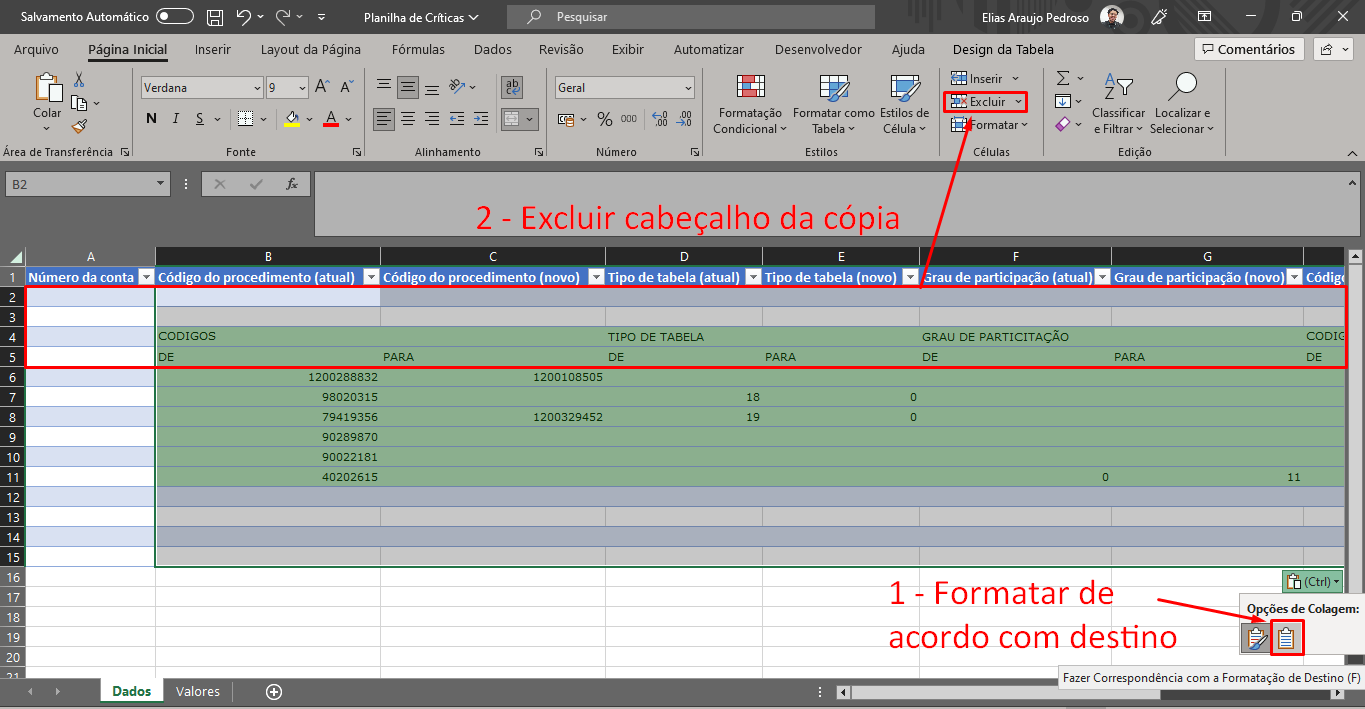 Salvamento Automático
Planilha de Críticas
Pesquisar
Elias Araujo Pedroso
Arquivo Página Inicial Inserir Layout da Página Fórmulas Dados Revisão Exibir Automatizar Desenvolvedor Ajuda Design da Tabela
Comentários
Colar
Área de Transferência
Verdana 9
N I S
Fonte
ab
Alinhamento
Geral
% 000
Número
Formatação Condicional
Formatar como Tabela
Estilos de Célula
Estilos
Inserir
Excluir
Formatar
Células
Classificar e Filtrar
Localizar e Selecionar
Edição
B2
fx
2 - Excluir cabeçalho da cópia
A B C D E F G
1 Número da conta Código do procedimento (atual) Código do procedimento (novo) Tipo de tabela (atual) Tipo de tabela (novo) Grau de participação (atual) Grau de participação (novo) Códig
2
3
4 CODIGOS TIPO DE TABELA GRAU DE PARTICITAÇÃO CODIG
5 DE PARA DE PARA DE PARA DE
6 1200288832 1200108505
7 98020315 18 0
8 79419356 1200329452 19 0
9 90289870
10 90022181
11 40202615 0 11
12
13
14
15
16
17
18
19
20
21
(Ctrl)
1 - Formatar de
acordo com destino
Opções de Colagem:
Fazer Correspondência com a Formatação de Destino (F)
Dados Valores